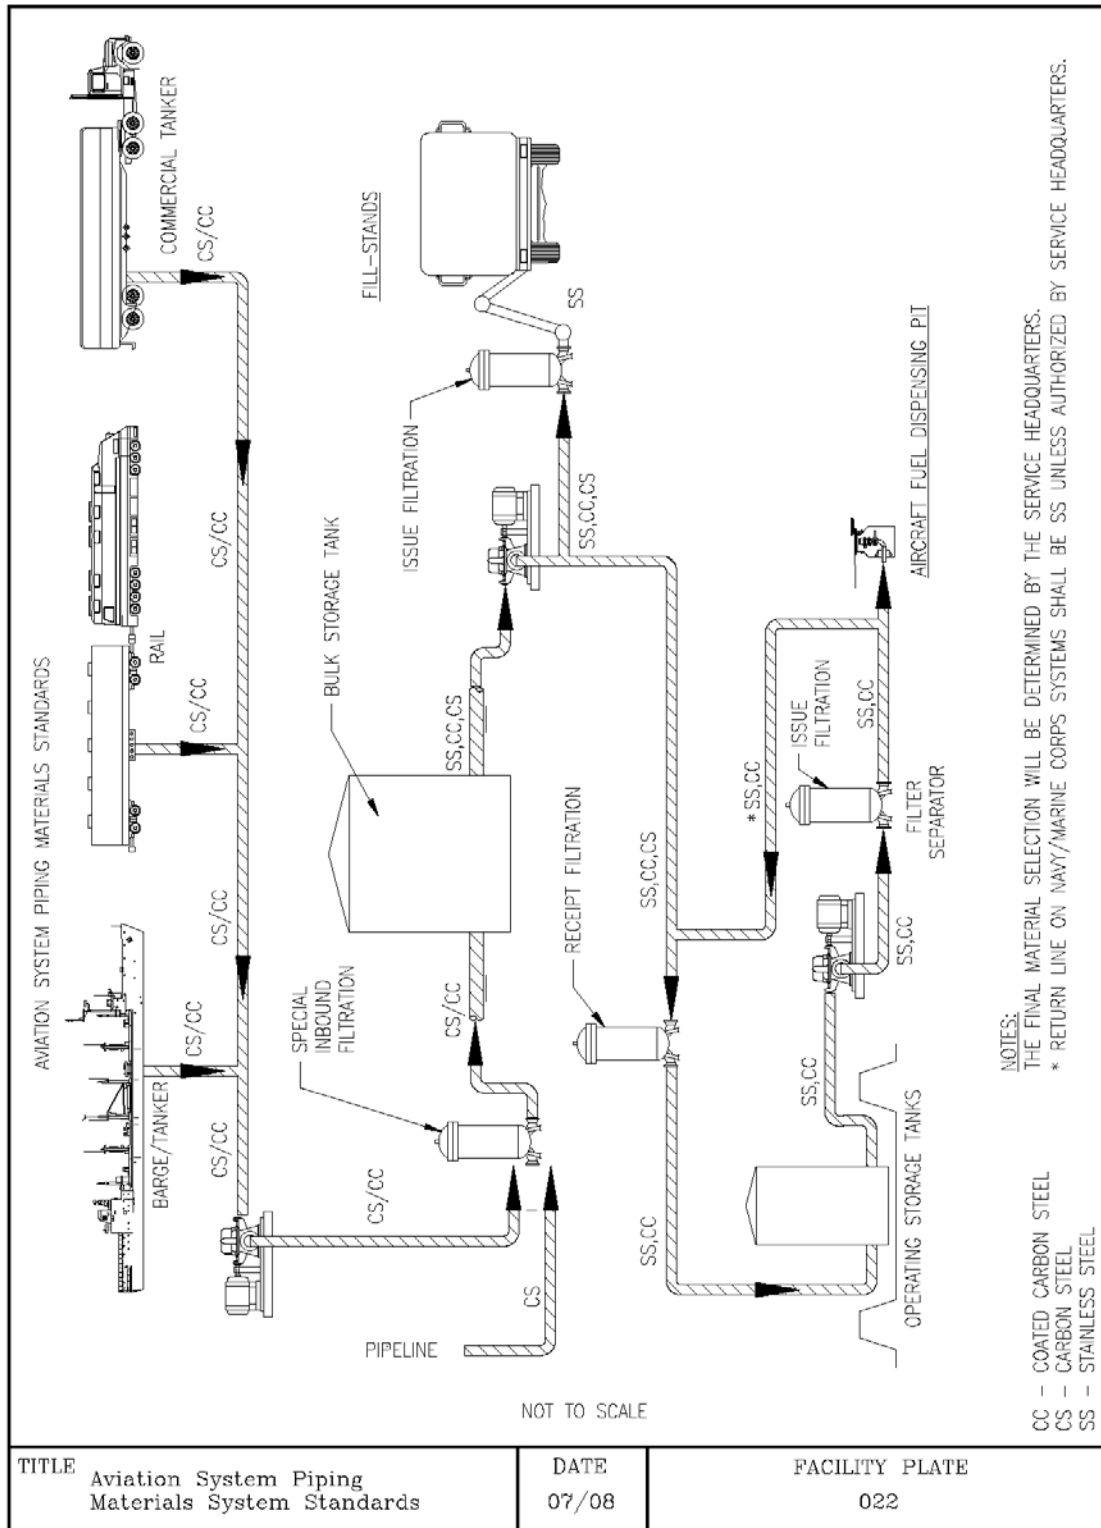 AVIATION SYSTEM PIPING MATERIALS STANDARDS
BARGE/TANKER
RAIL
COMMERCIAL TANKER
CS/CC
CS/CC
CS/CC
CS/CC
CS/CC
CS/CC
CS/CC
PIPELINE
CS
SPECIAL
INBOUND
FILTRATION
CS/CC
BULK STORAGE TANK
SS,CC,CS
ISSUE FILTRATION
FILL-STANDS
SS
SS,CC,CS
RECEIPT FILTRATION
SS,CC,CS
SS,CC
OPERATING STORAGE TANKS
SS,CC
SS,CC
*SS,CC
ISSUE
FILTRATION
SS,CC
FILTER
SEPARATOR
AIRCRAFT FUEL DISPENSING PIT
CC - COATED CARBON STEEL
CS - CARBON STEEL
SS - STAINLESS STEEL
NOTES:
THE FINAL MATERIAL SELECTION WILL BE DETERMINED BY THE SERVICE HEADQUARTERS.
* RETURN LINE ON NAVY/MARINE CORPS SYSTEMS SHALL BE SS UNLESS AUTHORIZED BY SERVICE HEADQUARTERS.
NOT TO SCALE
TITLE
Aviation System Piping
Materials System Standards
DATE
07/08
FACILITY PLATE
022